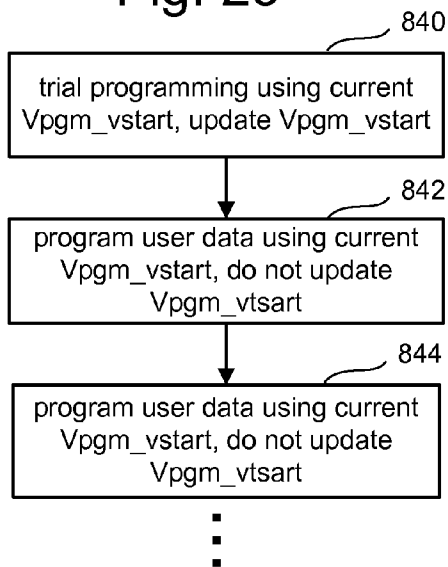 Fig.
840
trial programming using current
Vpgm_vstart, update Vpgm_vstart
842
program user data using current
Vpgm_vstart, do not update
Vpgm_vtsart
844
program user data using current
Vpgm_vstart, do not update
Vpgm_vtsart